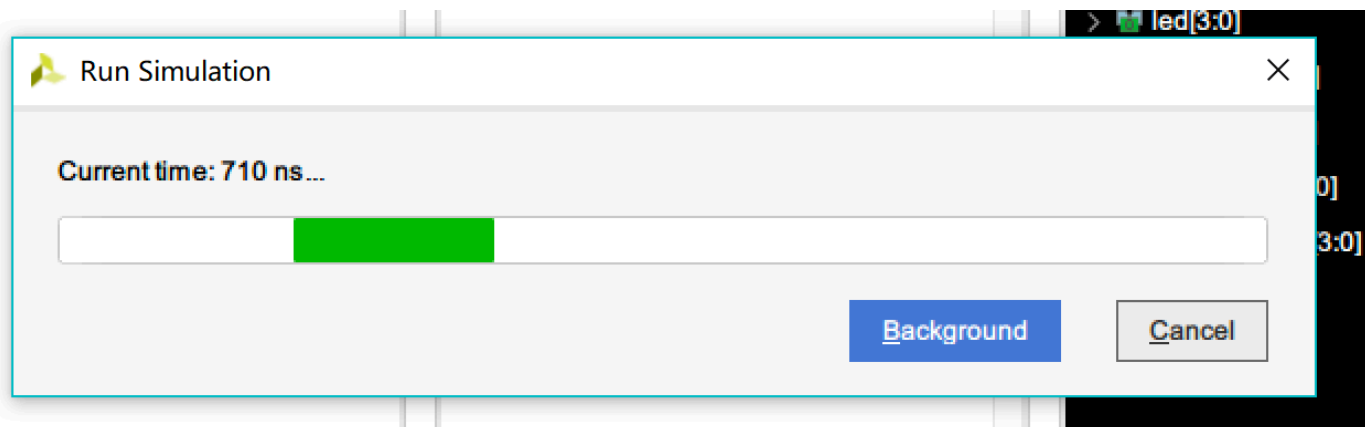 led[3:0]
Run Simulation
Current time: 710 ns...
0]
3:0]
Background
Cancel